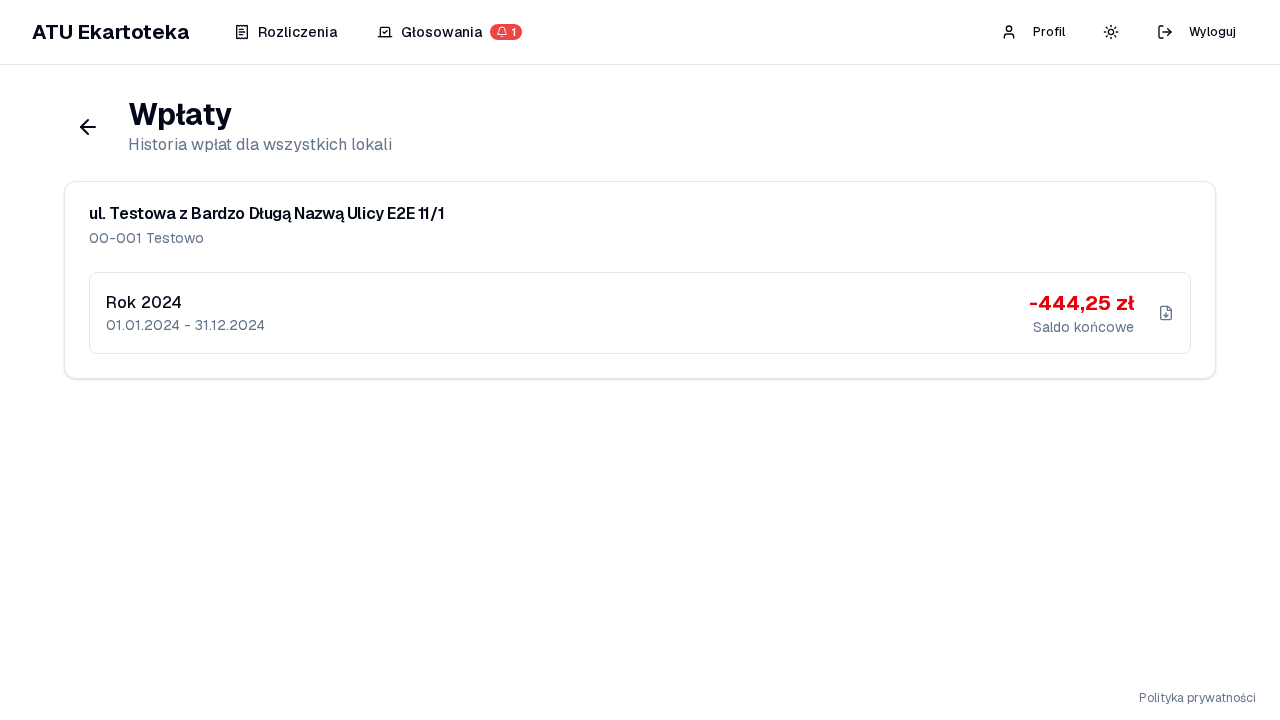 ATU Ekartoteka
Rozliczenia
Głosowania
1
Profil
Wyloguj
Wpłaty
Historia wpłat dla wszystkich lokali
ul. Testowa z Bardzo Długą Nazwą Ulicy E2E 11/1
00-001 Testowo
Rok 2024
-444,25 zł
01.01.2024 - 31.12.2024
Saldo końcowe
Polityka prywatności